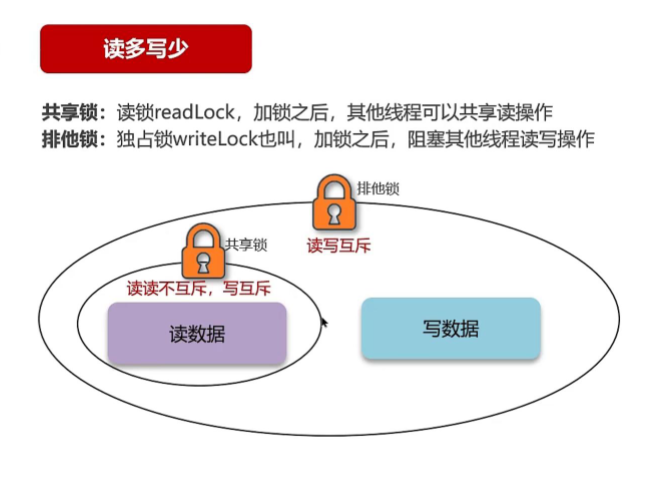 读多写少
共享锁：读锁readLock，加锁之后，其他线程可以共享读操作
排他锁：独占锁writeLock也叫，加锁之后，阻塞其他线程读写操作
排他锁
读写互斥
共享锁
读读不互斥，写互斥
读数据
写数据